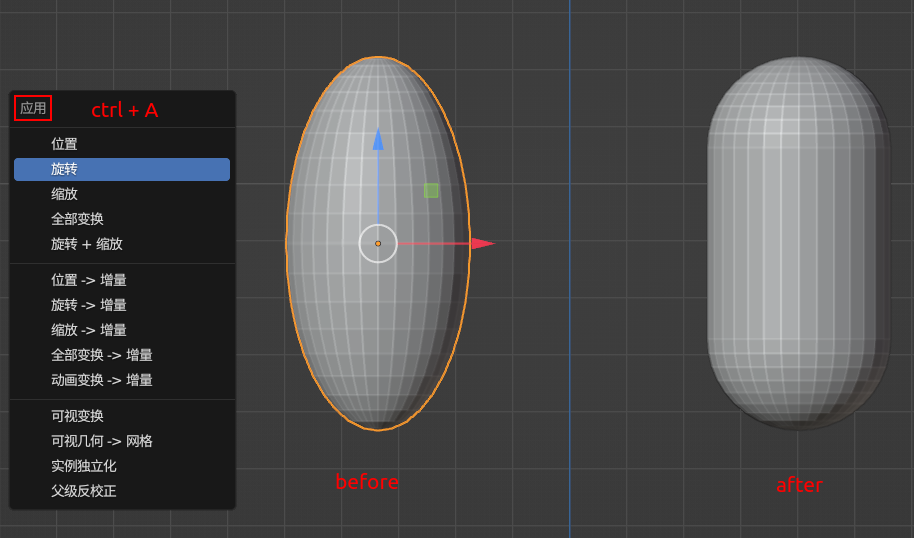 应用
ctrl + A
位置
旋转
缩放
全部变换
旋转 + 缩放
位置 -> 增量
旋转 -> 增量
缩放 -> 增量
全部变换 -> 增量
动画变换 -> 增量
可视变换
可视几何 -> 网格
实例独立化
父级反校正
before
after